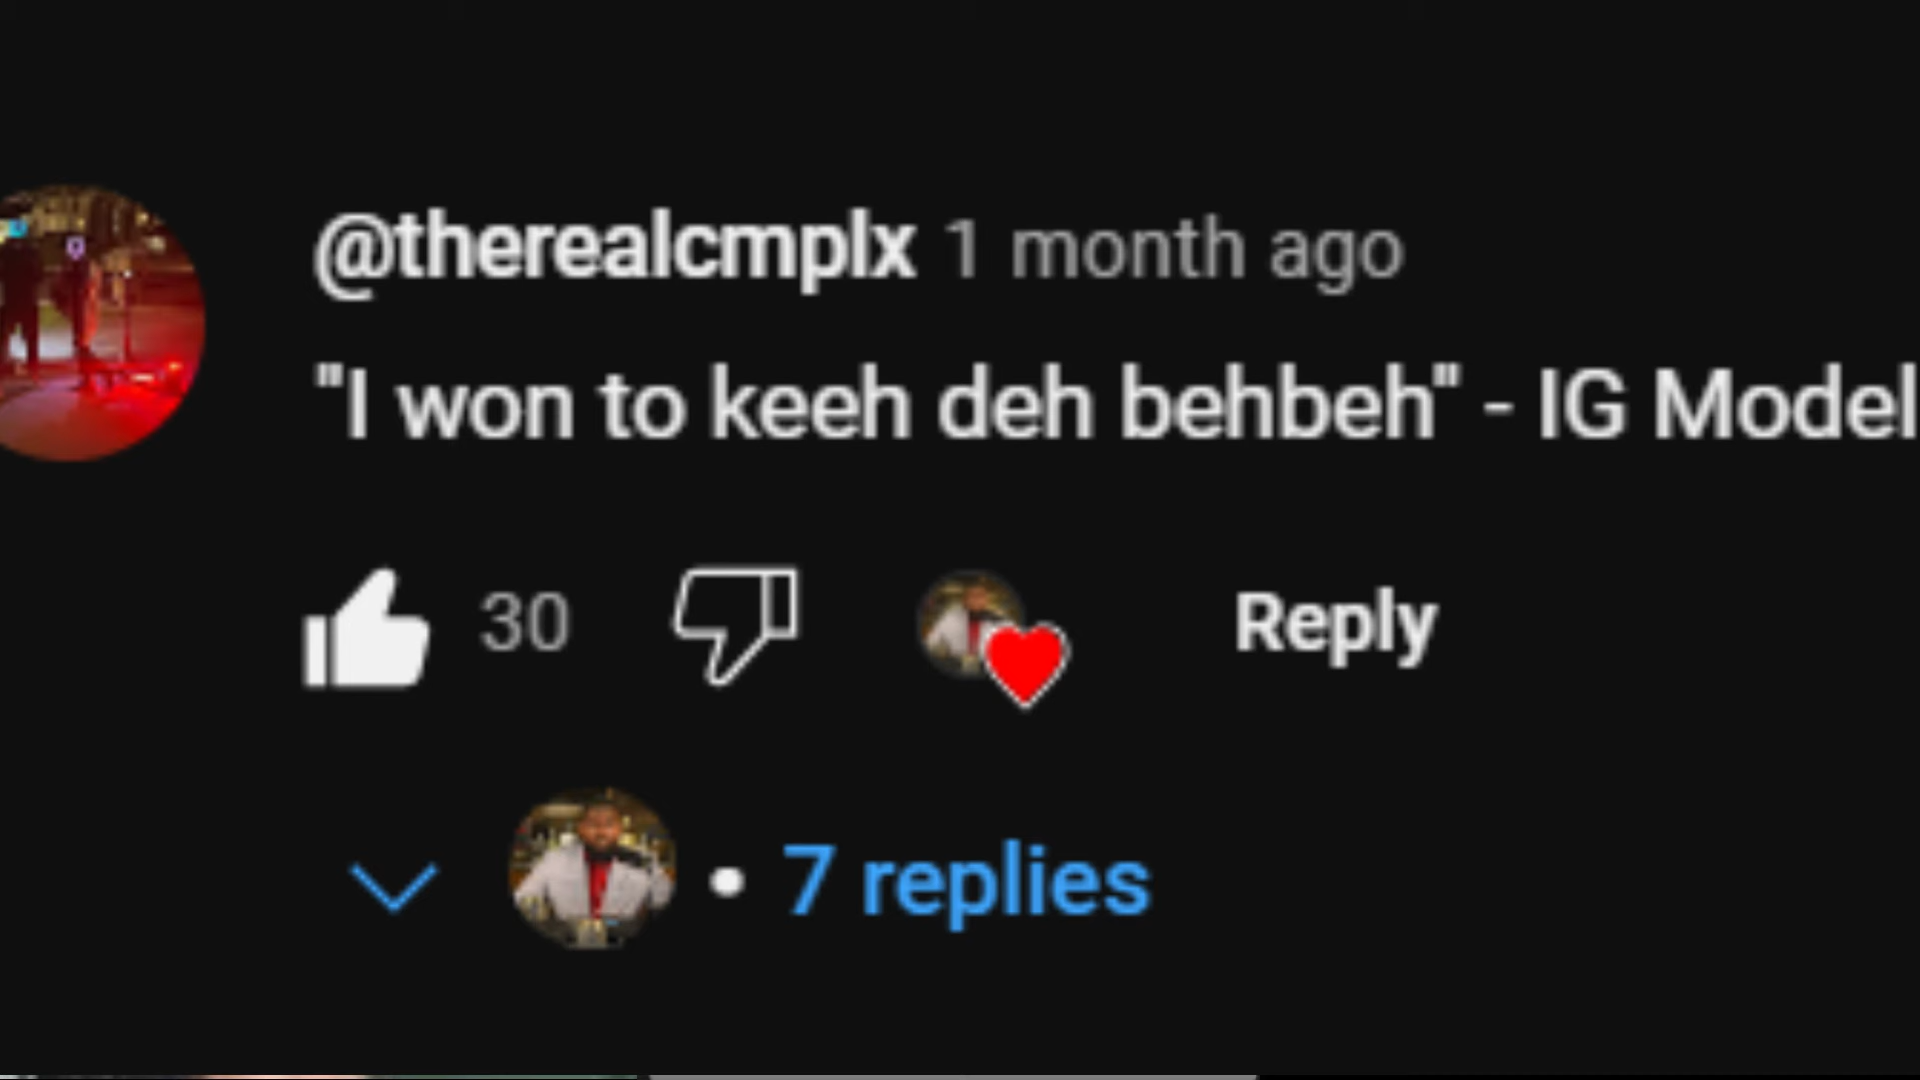 @therealcmplx 1 month ago
"I won to keeh deh behbeh" - IG Model
30 Reply
7 replies